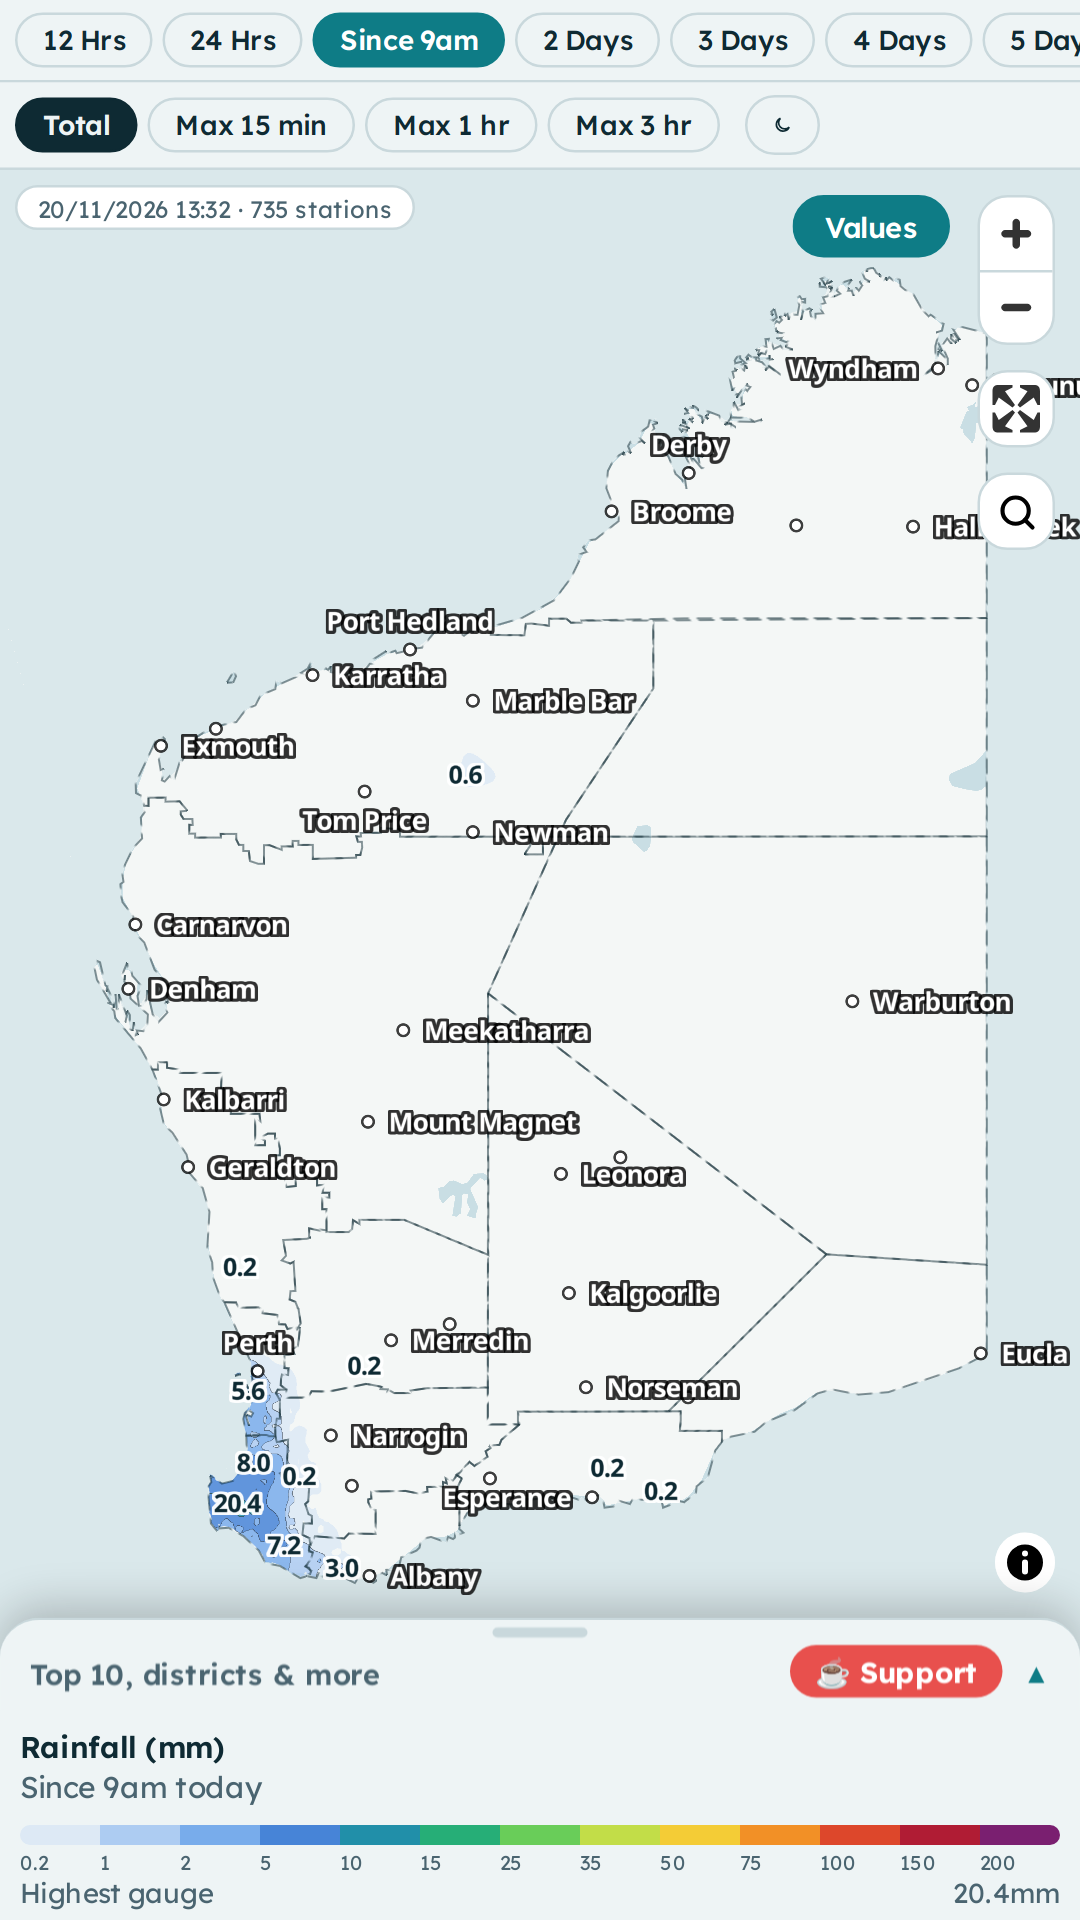 12 Hrs
24 Hrs
Since 9am
2 Days
3 Days
4 Days
5 Day
Total
Max 15 min
Max 1 hr
Max 3 hr
20/11/2026 13:32 · 735 stations
Values
Wyndham
Derby
Broome
Port Hedland
Karratha
Marble Bar
Exmouth
0.6
Tom Price
Newman
Carnarvon
Denham
Warburton
Meekatharra
Kalbarri
Mount Magnet
Geraldton
Leonora
0.2
Kalgoorlie
Perth
Merredin
Eucla
0.2
5.6
Norseman
Narrogin
8.0
0.2
0.2
20.4
Esperance
0.2
7.2
3.0
Albany
Top 10, districts & more
☕ Support
Rainfall (mm)
Since 9am today
0.2 1 2 5 10 15 25 35 50 75 100 150 200
Highest gauge
20.4mm